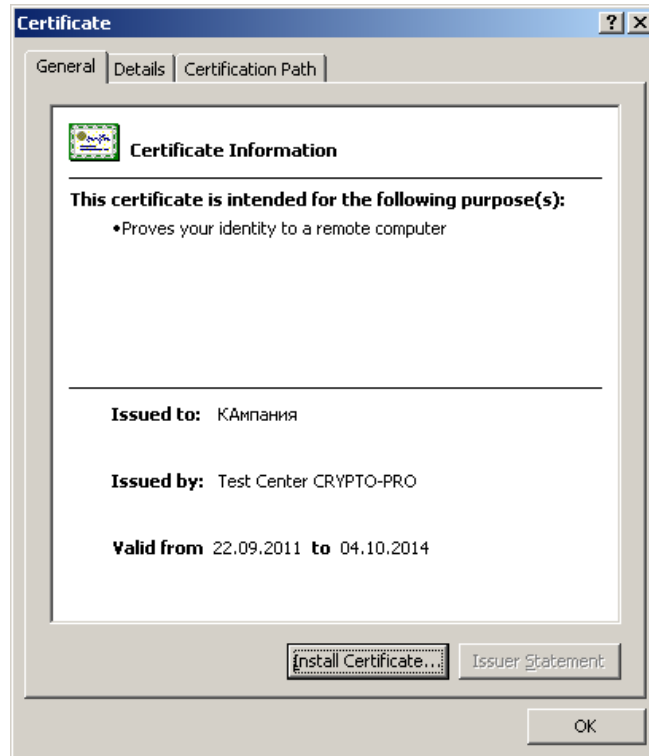 Certificate
General Details Certification Path
Certificate Information
This certificate is intended for the following purpose(s):
•Proves your identity to a remote computer
Issued to: КАмпания
Issued by: Test Center CRYPTO-PRO
Valid from 22.09.2011 to 04.10.2014
Install Certificate... Issuer Statement
OK